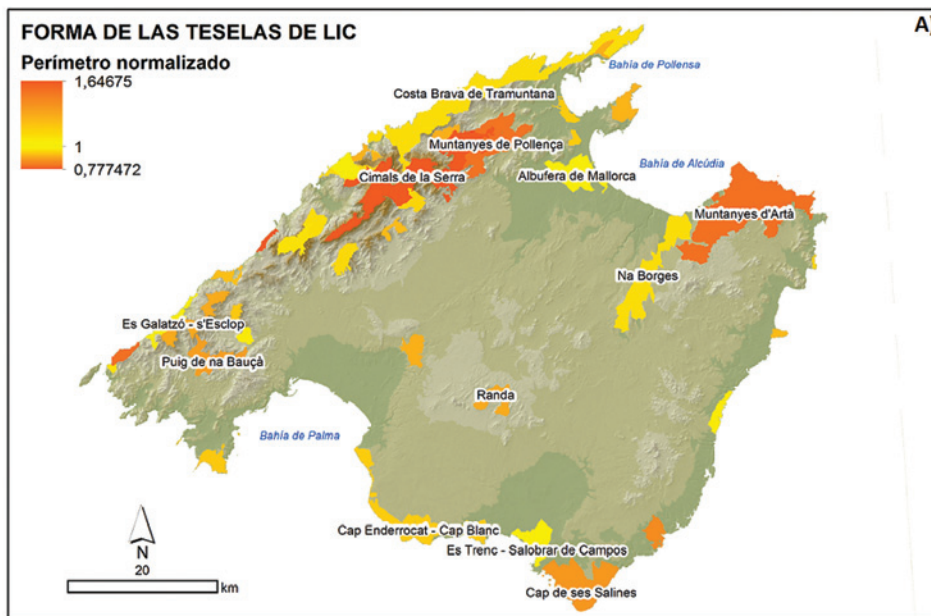 FORMA DE LAS TESELAS DE LIC
A)
Perímetro normalizado
1,64675
1
0,777472
Bahía de Pollensa
Costa Brava de Tramuntana
Muntanyes de Pollença
Bahía de Alcúdia
Cimals de la Serra
Albufera de Mallorca
Muntanyes d'Artà
Na Borges
Es Galatzó - s'Esclop
Puig de na Bauçà
Randa
Bahía de Palma
Cap Enderrocat - Cap Blanc
Es Trenc - Salobrar de Campos
Cap de ses Salines
N
20
km